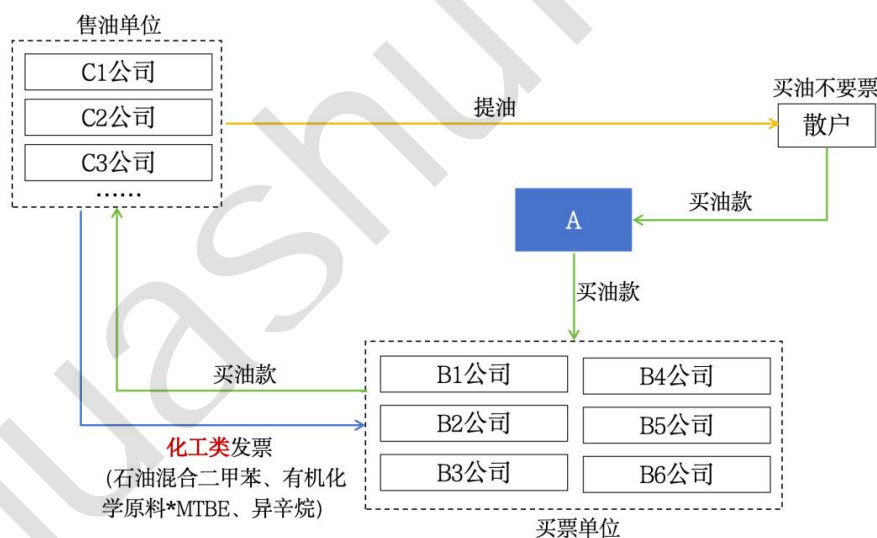 售油单位
C1公司
C2公司
C3公司
······
提油
买油不要票
散户
买油款
A
买油款
买油款
B1公司
B2公司
B3公司
B4公司
B5公司
B6公司
化工类发票
(石油混合二甲苯、有机化
学原料*MTBE、异辛烷)
买票单位